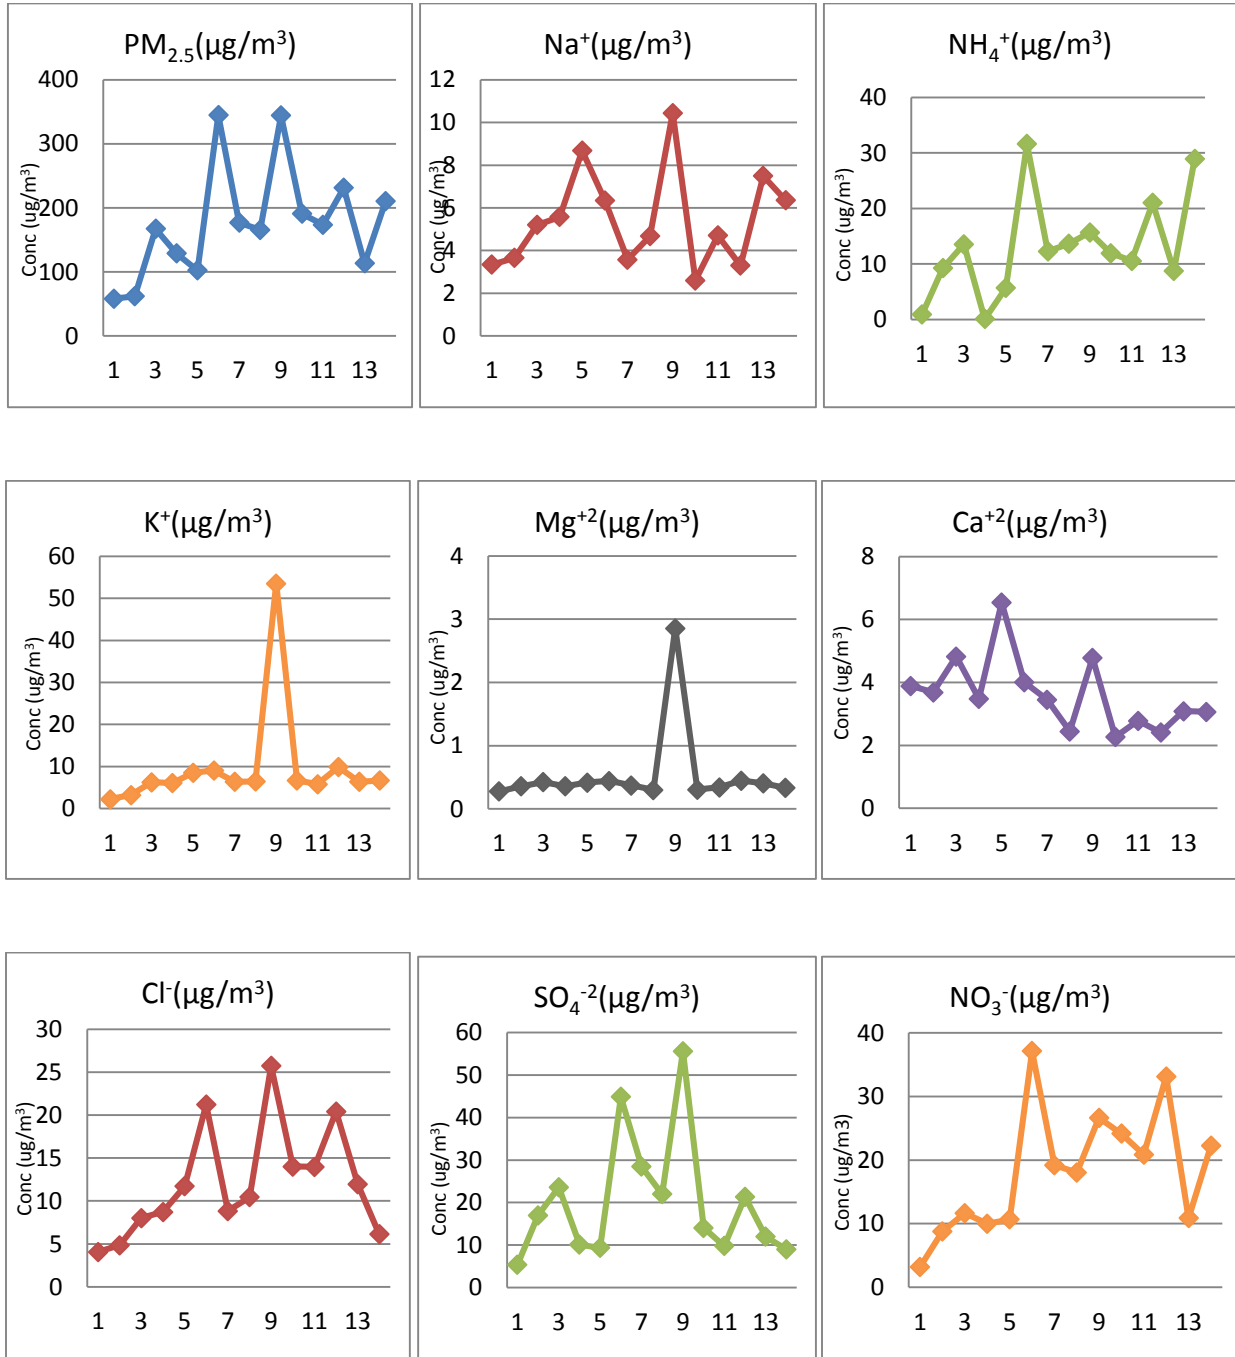 PM2.5(µg/m³)
Conc (ug/m³)
400
300
200
100
0
1 3 5 7 9 11 13
Na⁺(µg/m³)
Conc (ug/m³)
12
10
8
6
4
2
0
1 3 5 7 9 11 13
NH₄⁺(µg/m³)
Conc (ug/m³)
40
30
20
10
0
1 3 5 7 9 11 13
K⁺(µg/m³)
Conc (ug/m³)
60
50
40
30
20
10
0
1 3 5 7 9 11 13
Mg⁺²(µg/m³)
Conc (ug/m³)
4
3
2
1
0
1 3 5 7 9 11 13
Ca⁺²(µg/m³)
Conc (ug/m³)
8
6
4
2
0
1 3 5 7 9 11 13
Cl⁻(µg/m³)
Conc (ug/m³)
30
25
20
15
10
5
0
1 3 5 7 9 11 13
SO₄⁻²(µg/m³)
Conc (ug/m³)
60
50
40
30
20
10
0
1 3 5 7 9 11 13
NO₃⁻(µg/m³)
Conc (ug/m3)
40
30
20
10
0
1 3 5 7 9 11 13